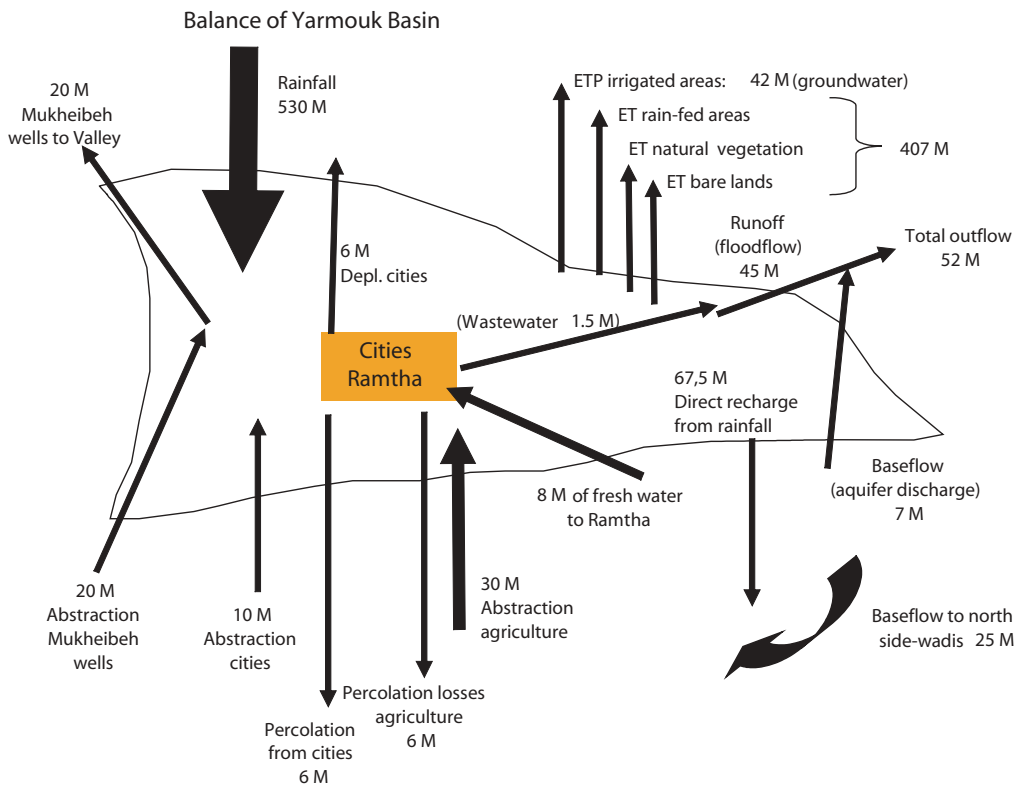 Balance of Yarmouk Basin
20 M
Mukheibeh
wells to Valley
Rainfall
530 M
ETP irrigated areas: 42 M (groundwater)
ET rain-fed areas
ET natural vegetation
ET bare lands
407 M
Runoff
(floodflow)
45 M
Total outflow
52 M
6 M
Depl. cities
(Wastewater 1.5 M)
Cities
Ramtha
67,5 M
Direct recharge
from rainfall
8 M of fresh water
to Ramtha
Baseflow
(aquifer discharge)
7 M
20 M
Abstraction
Mukheibeh
wells
10 M
Abstraction
cities
30 M
Abstraction
agriculture
Baseflow to north
side-wadis 25 M
Percolation losses
agriculture
6 M
Percolation
from cities
6 M